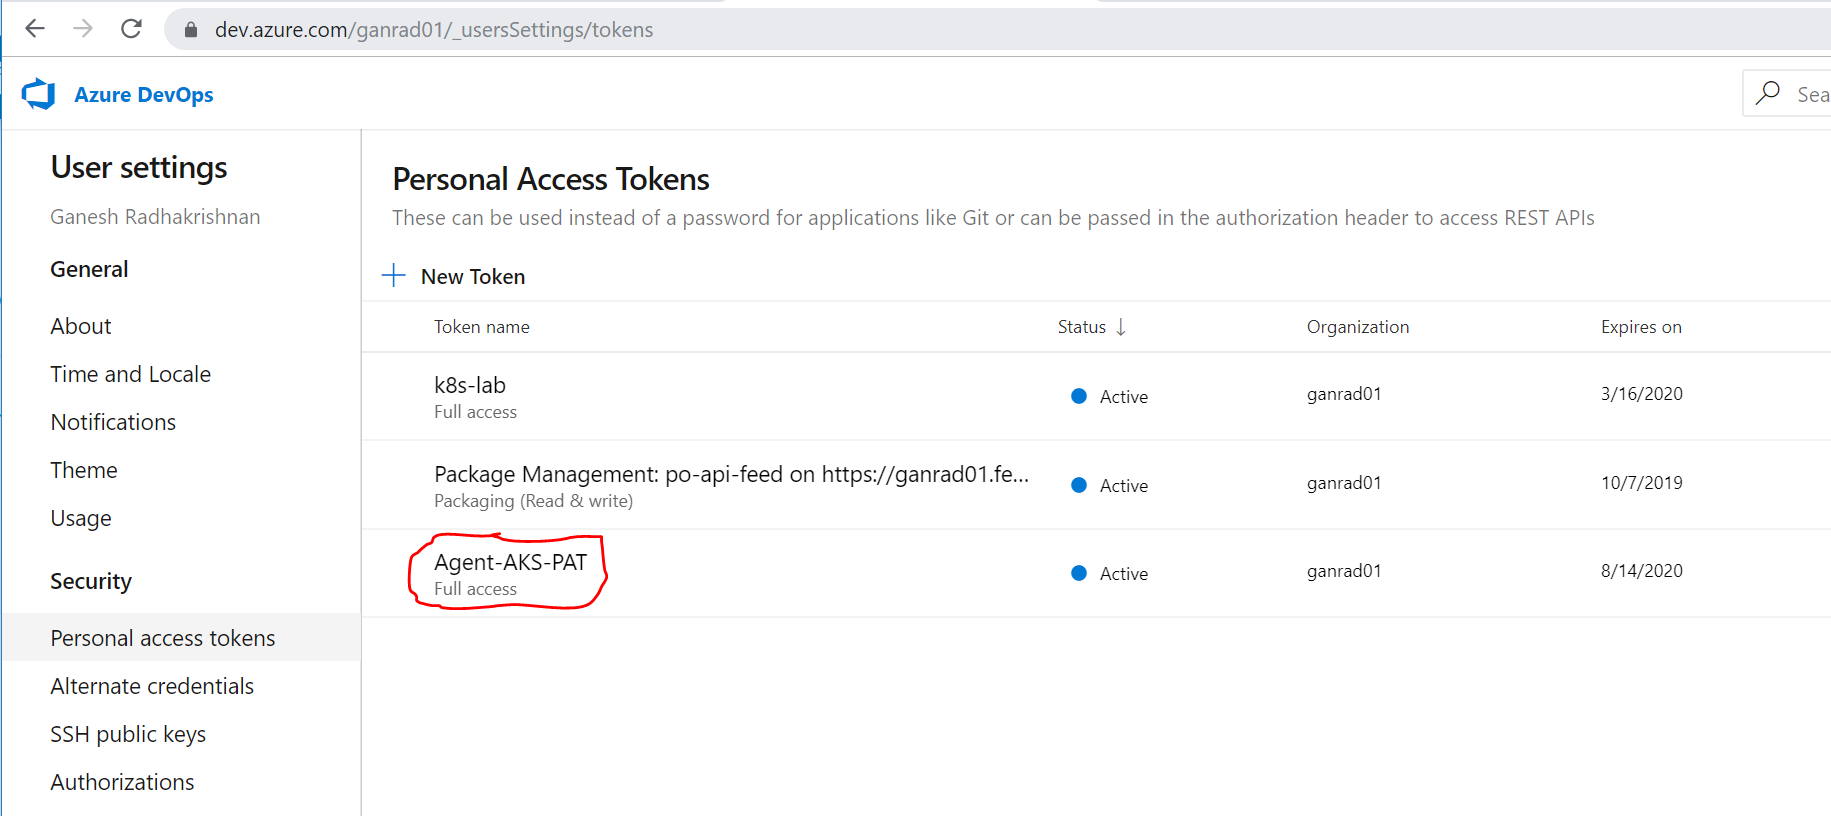 dev.azure.com/ganrad01/_usersSettings/tokens
Azure DevOps
Sea
User settings
Ganesh Radhakrishnan
General
About
Time and Locale
Notifications
Theme
Usage
Security
Personal access tokens
Alternate credentials
SSH public keys
Authorizations
Personal Access Tokens
These can be used instead of a password for applications like Git or can be passed in the authorization header to access REST APIs
New Token
Token name Status ↓ Organization Expires on
k8s-lab
Full access
Active ganrad01 3/16/2020
Package Management: po-api-feed on https://ganrad01.fe...
Packaging (Read & write)
Active ganrad01 10/7/2019
Agent-AKS-PAT
Full access
Active ganrad01 8/14/2020